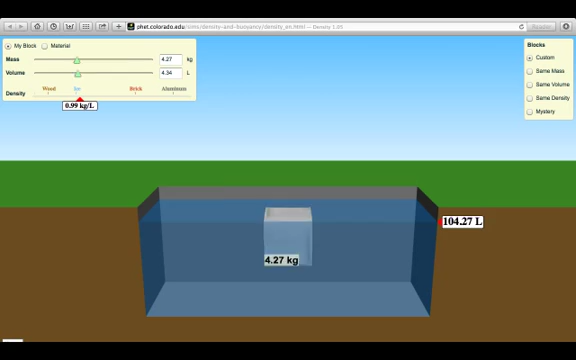 phet.colorado.edu/sims/density-and-buoyancy/density_en.html — Density 1.05
Reader
My Block Material
Mass 4.27 kg
Volume 4.34 L
Wood Ice Brick Aluminum
Density
0.99 kg/L
Blocks
Custom
Same Mass
Same Volume
Same Density
Mystery
104.27 L
4.27 kg